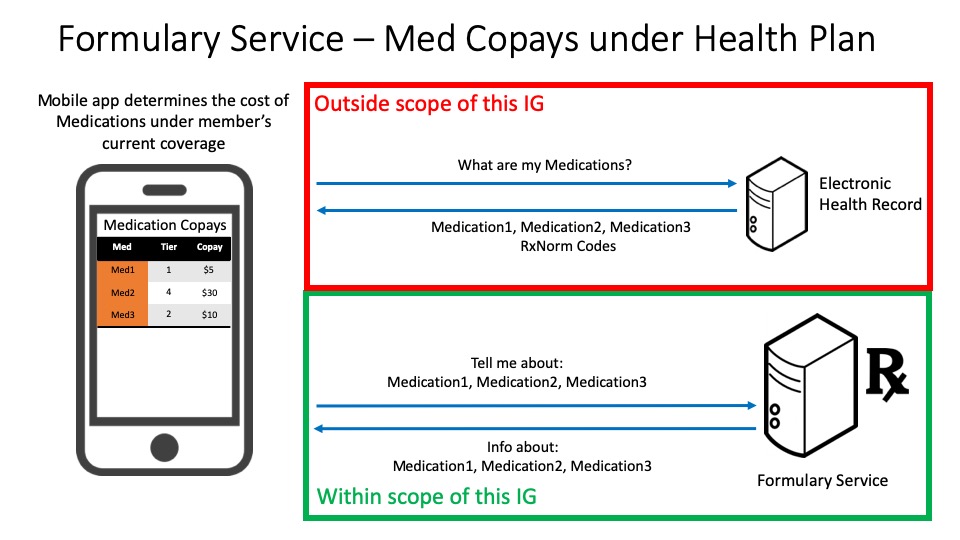 Formulary Service – Med Copays under Health Plan
Mobile app determines the cost of
Medications under member's
current coverage
Medication Copays
Med Tier Copay
Med1 1 $5
Med2 4 $30
Med3 2 $10
Outside scope of this IG
What are my Medications?
Medication1, Medication2, Medication3
RxNorm Codes
Electronic
Health Record
Tell me about:
Medication1, Medication2, Medication3
Info about:
Medication1, Medication2, Medication3
Within scope of this IG
℞
Formulary Service